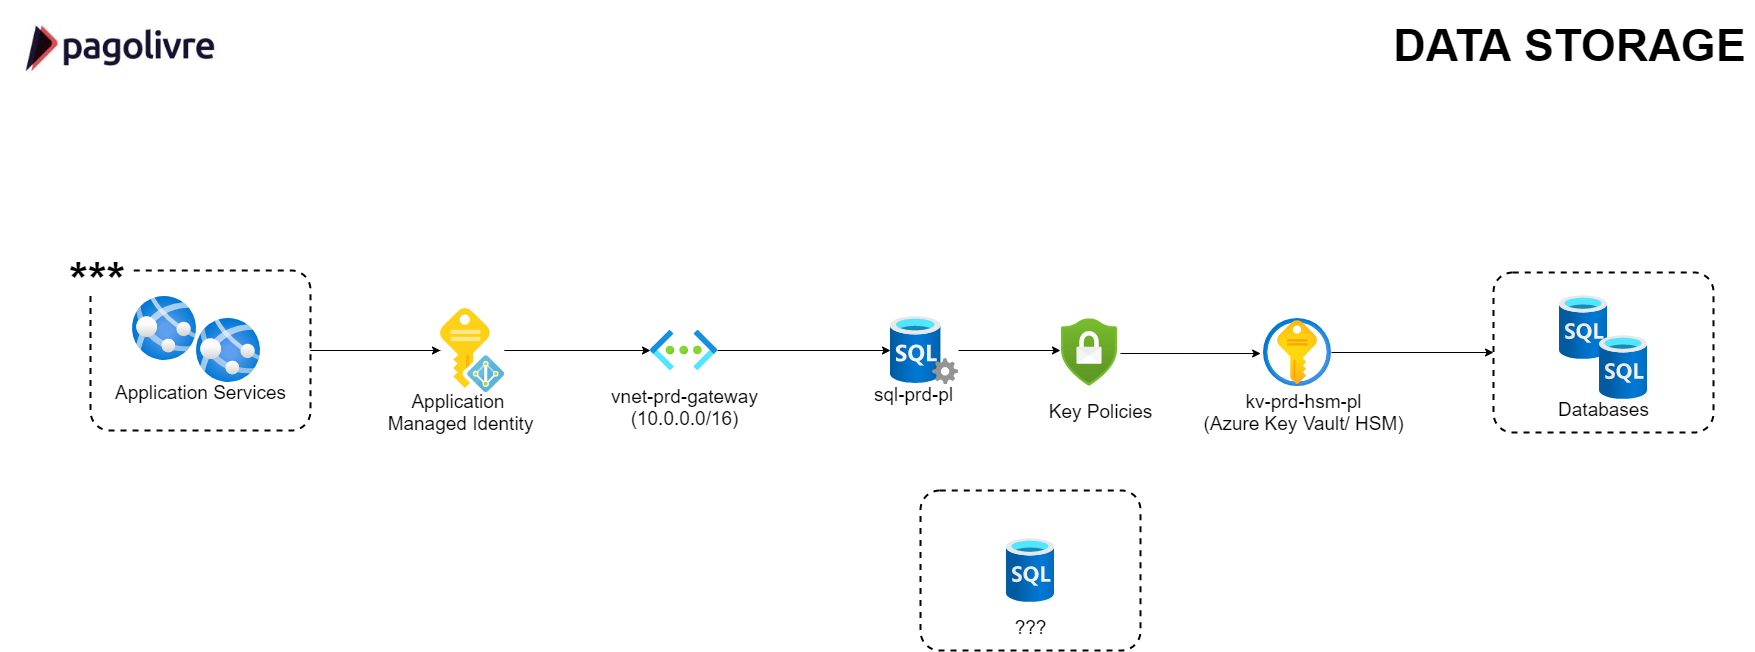 pagolivre
DATA STORAGE
***
Application Services
Application
Managed Identity
vnet-prd-gateway
(10.0.0.0/16)
SQL
sql-prd-pl
Key Policies
kv-prd-hsm-pl
(Azure Key Vault/ HSM)
SQL
SQL
Databases
SQL
???